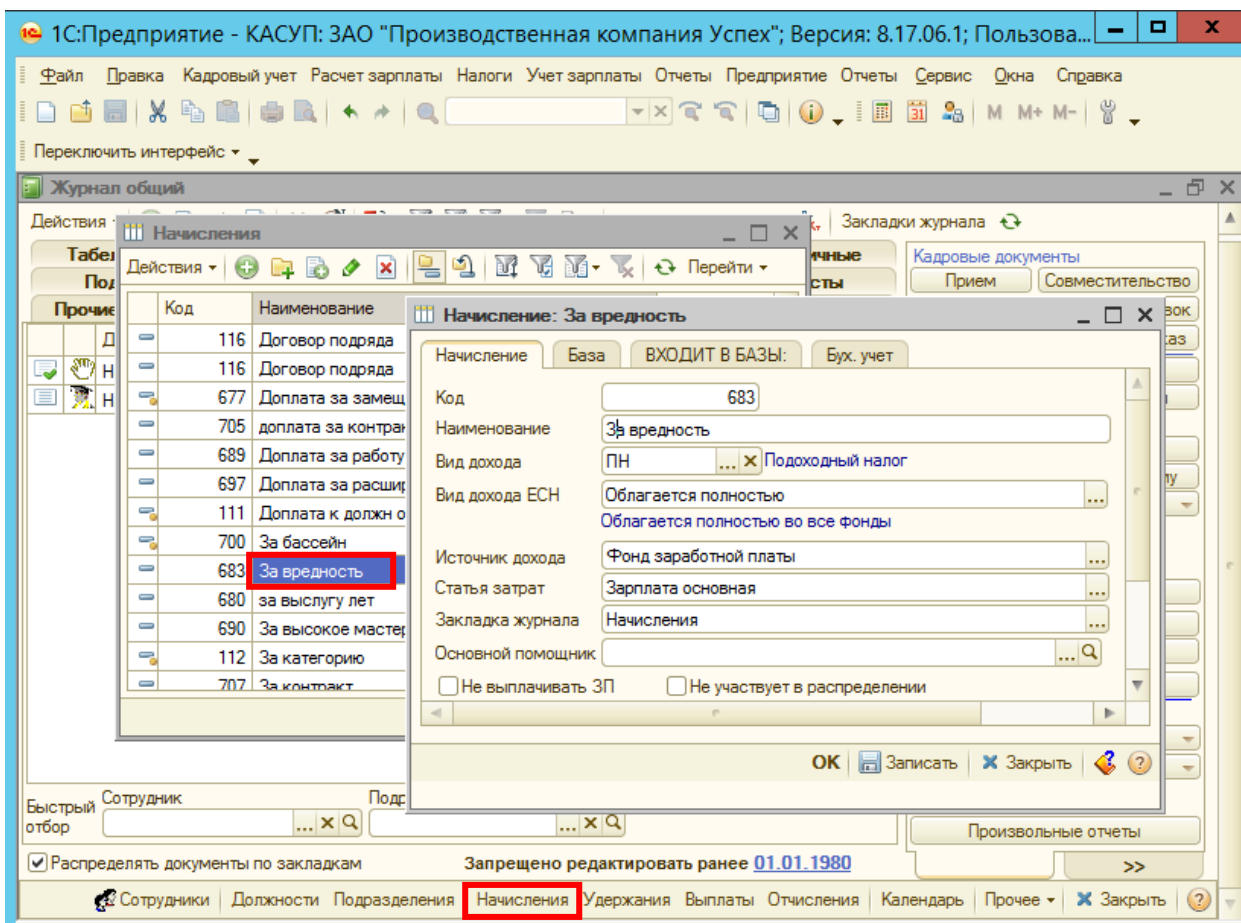 1С:Предприятие - КАСУП: ЗАО "Производственная компания Успех"; Версия: 8.17.06.1; Пользова...
Файл Правка Кадровый учет Расчет зарплаты Налоги Учет зарплаты Отчеты Предприятие Отчеты Сервис Окна Справка
31 M M+ M-
Переключить интерфейс
Журнал общий
Действия Закладки журнала
Начисления
Действия Перейти
Кадровые документы
Прием Совместительство
Прочие
Код Наименование
116 Договор подряда
116 Договор подряда
677 Доплата за замещ
705 доплата за контрак
689 Доплата за работу
697 Доплата за расшир
111 Доплата к должн о
700 За бассейн
683 За вредность
680 за выслугу лет
690 За высокое мастер
112 За категорию
707 За контракт
Начисление: За вредность
Начисление База ВХОДИТ В БАЗЫ: Бух. учет
Код 683
Наименование За вредность
Вид дохода ПН ... Подоходный налог
Вид дохода ЕСН Облагается полностью ...
Облагается полностью во все фонды
Источник дохода Фонд заработной платы ...
Статья затрат Зарплата основная ...
Закладка журнала Начисления ...
Основной помощник ...
Не выплачивать ЗП Не участвует в распределении
OK Записать Закрыть
Быстрый отбор
Сотрудник
Произвольные отчеты
Распределять документы по закладкам Запрещено редактировать ранее 01.01.1980 >>
Сотрудники Должности Подразделения Начисления Удержания Выплаты Отчисления Календарь Прочее Закрыть